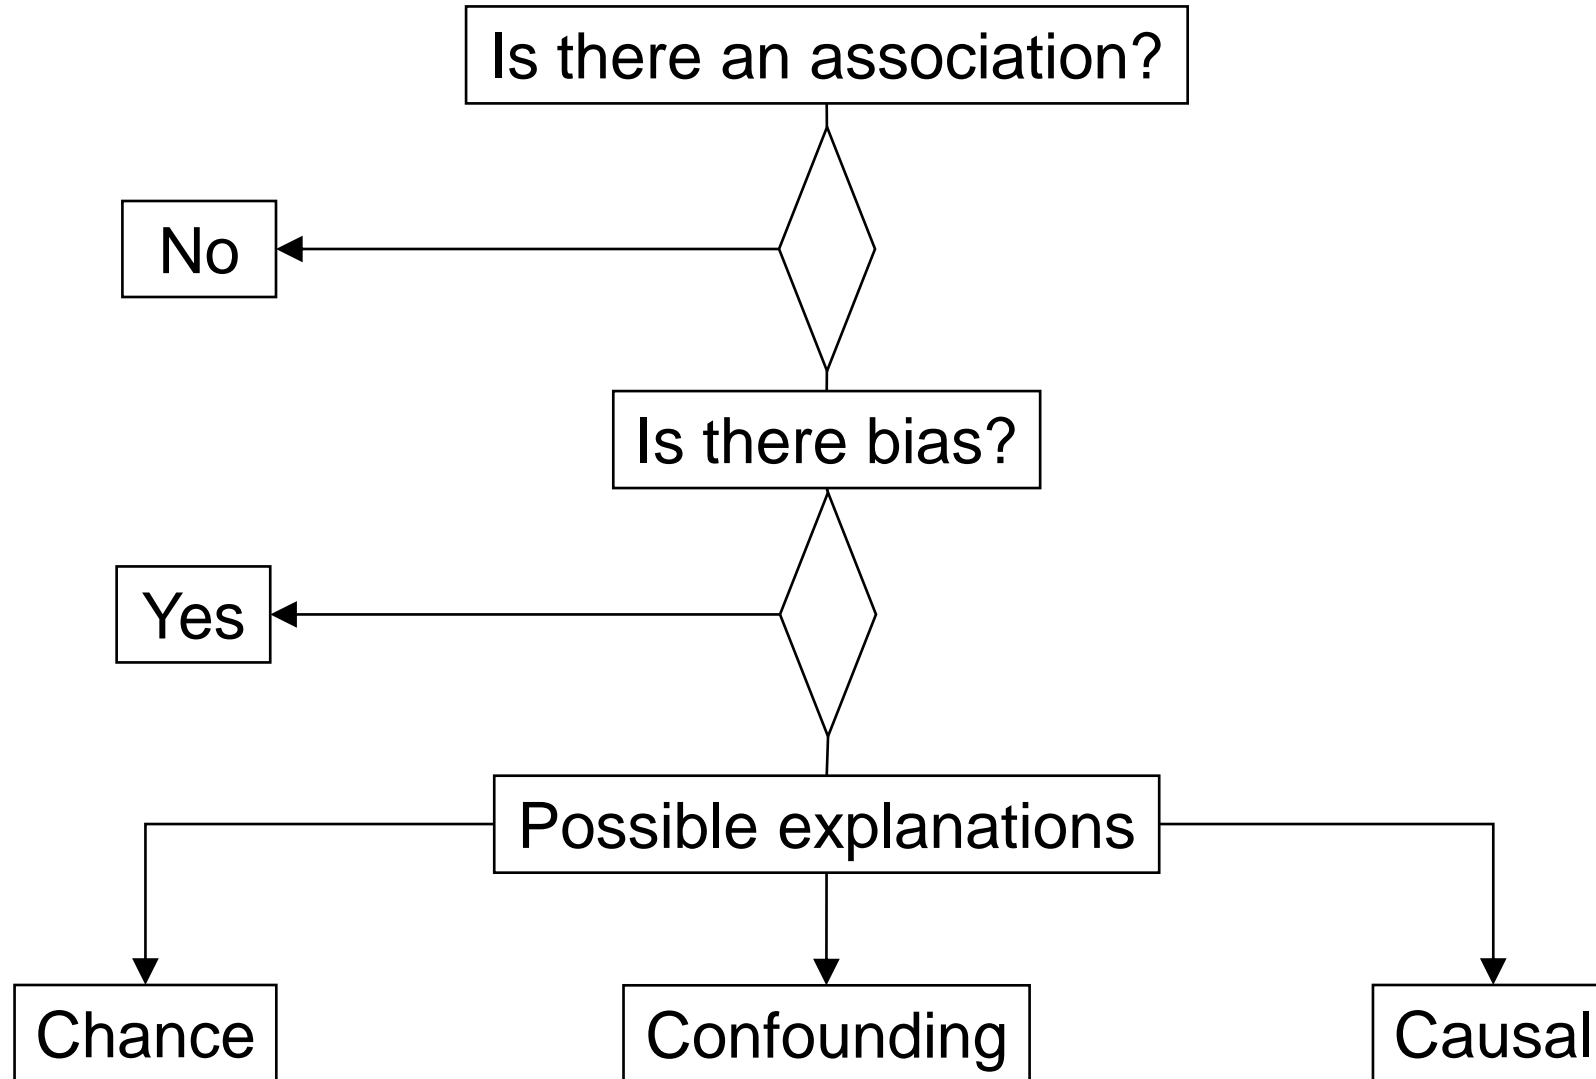 Is there an association?
No
Is there bias?
Yes
Possible explanations
Chance
Confounding
Causal